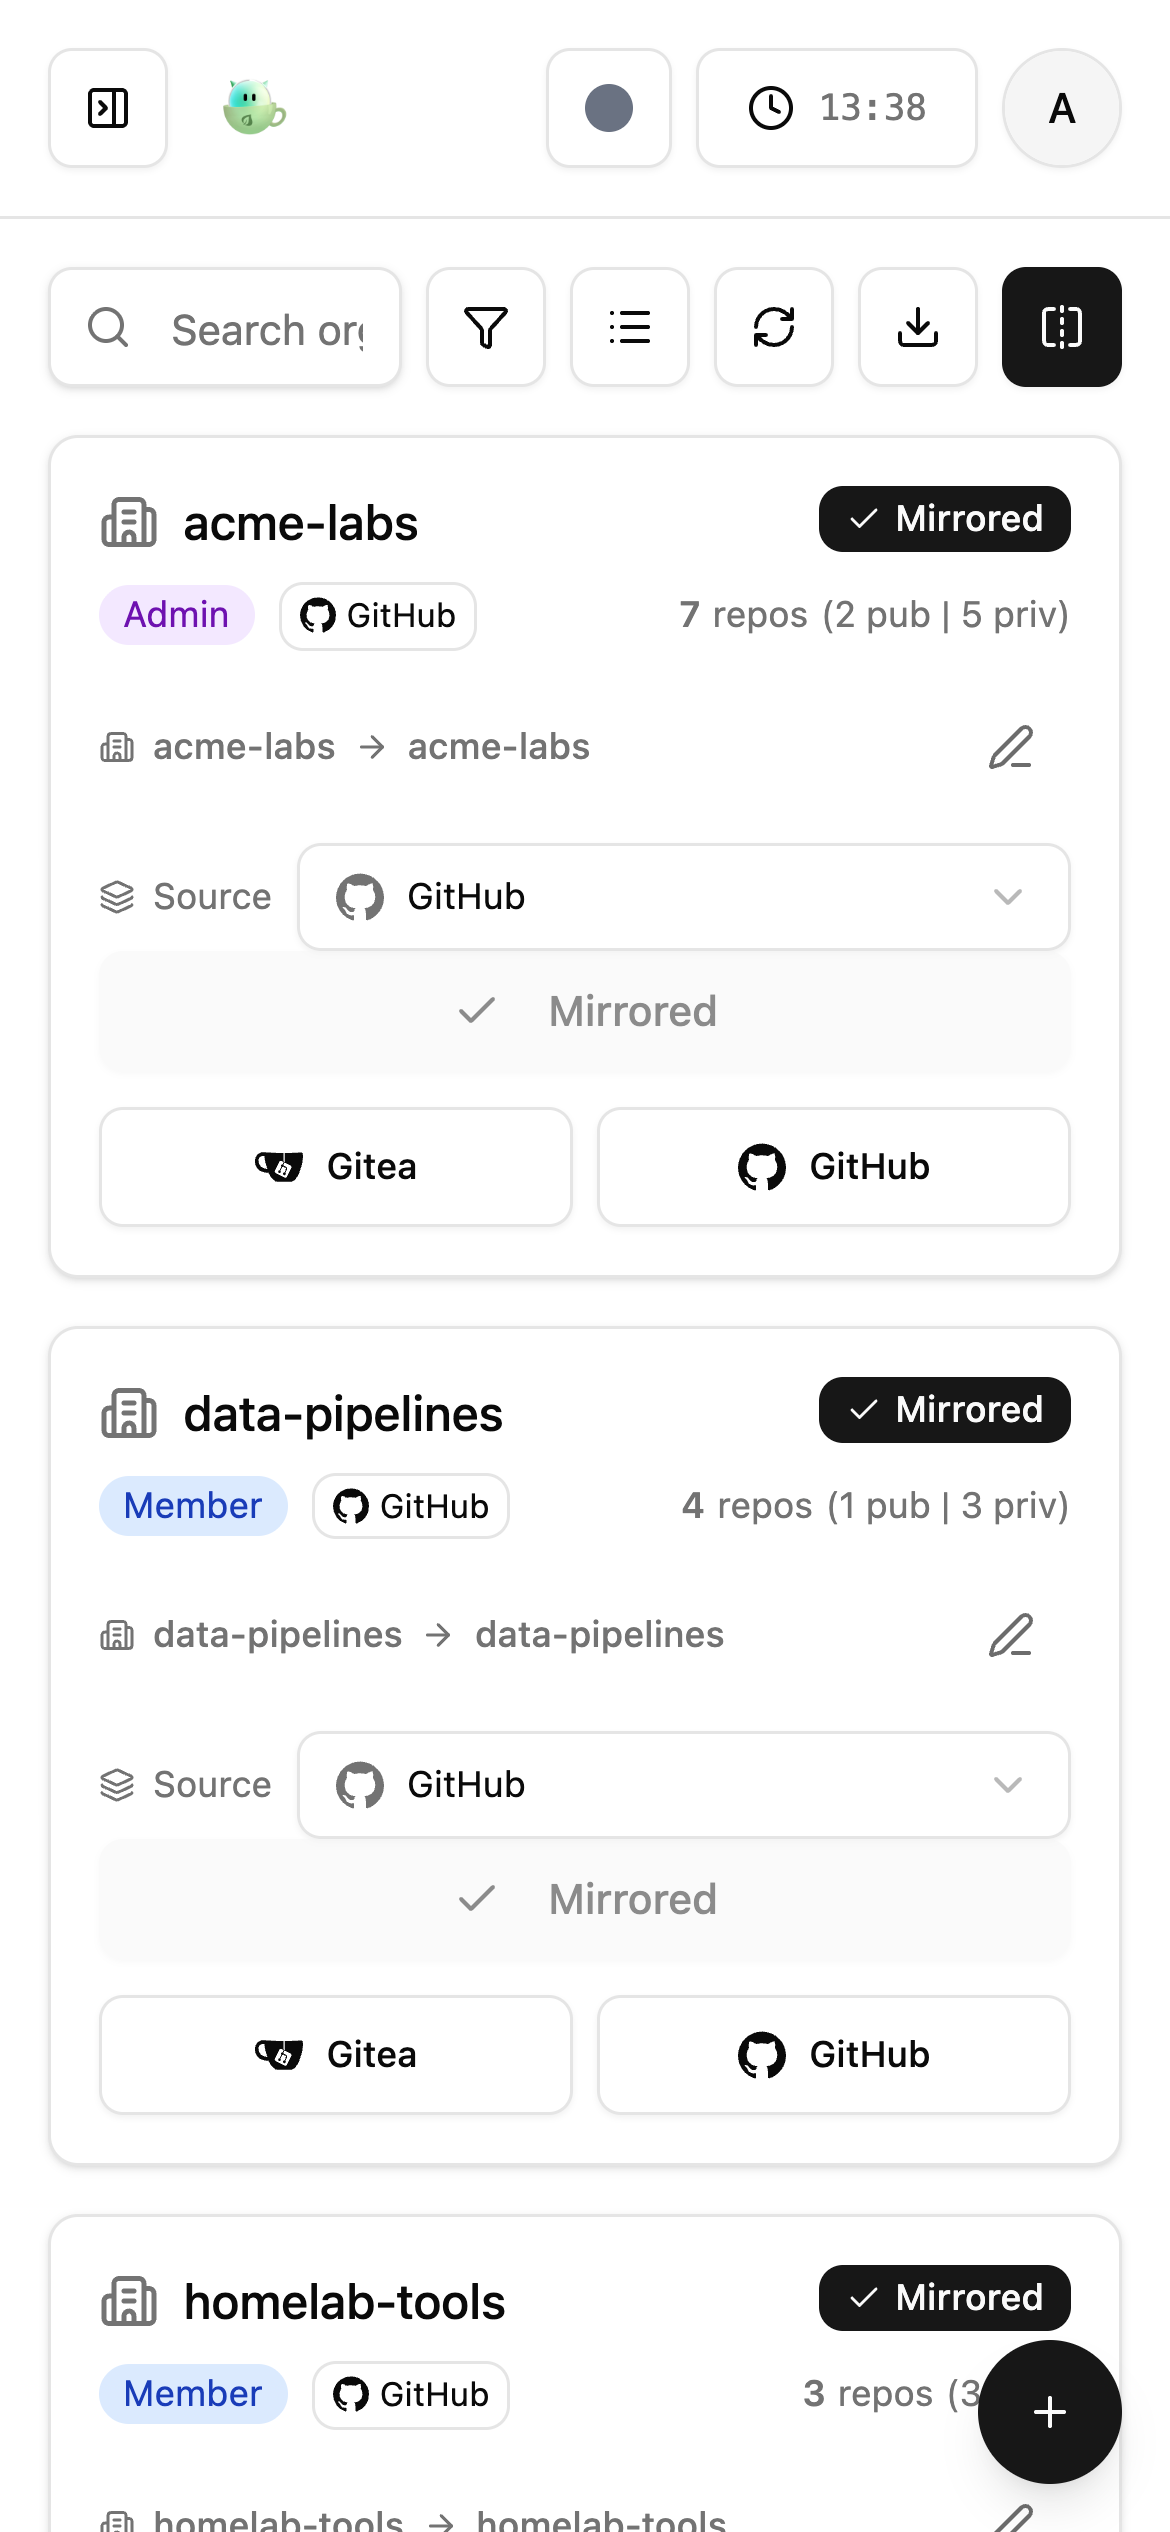 13:38
A
Search org
acme-labs
Mirrored
Admin
GitHub
7 repos (2 pub | 5 priv)
acme-labs → acme-labs
Source
GitHub
Mirrored
Gitea
GitHub
data-pipelines
Mirrored
Member
GitHub
4 repos (1 pub | 3 priv)
data-pipelines → data-pipelines
Source
GitHub
Mirrored
Gitea
GitHub
homelab-tools
Mirrored
Member
GitHub
3 repos (3
homelab-tools → homelab-tools